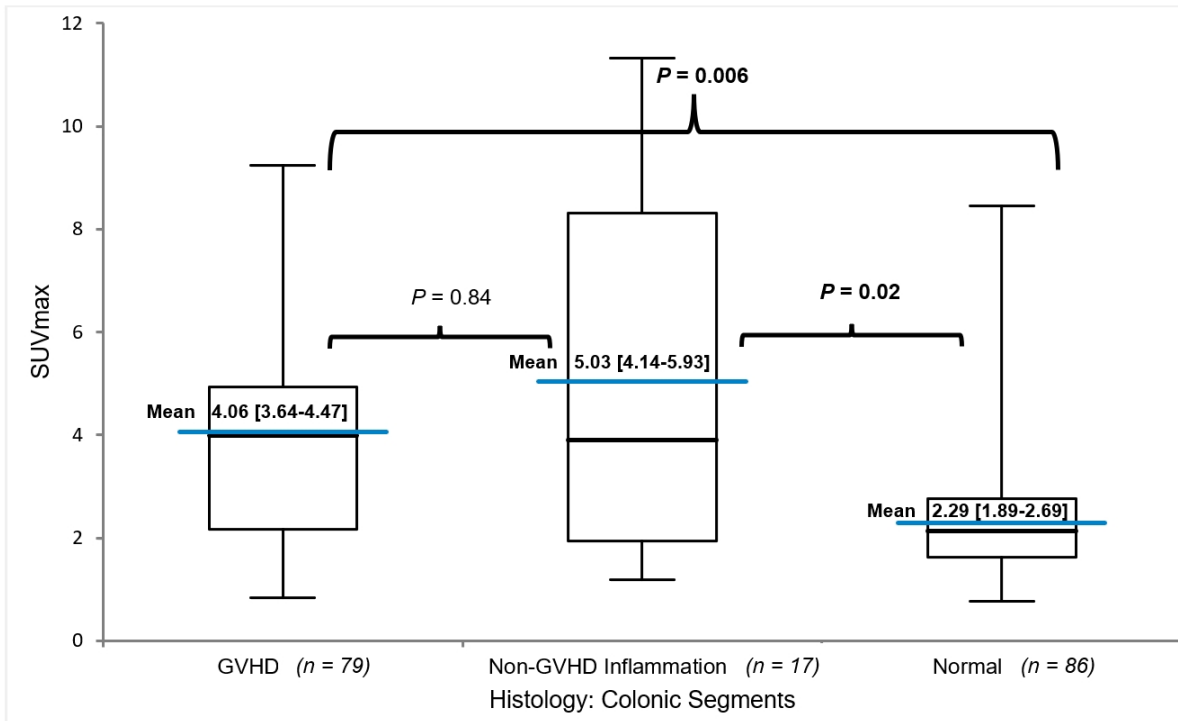 12
10
8
6
4
2
0
SUVmax
P = 0.006
P = 0.84
P = 0.02
Mean 4.06 [3.64-4.47]
Mean 5.03 [4.14-5.93]
Mean 2.29 [1.89-2.69]
GVHD (n = 79)
Non-GVHD Inflammation (n = 17)
Normal (n = 86)
Histology: Colonic Segments